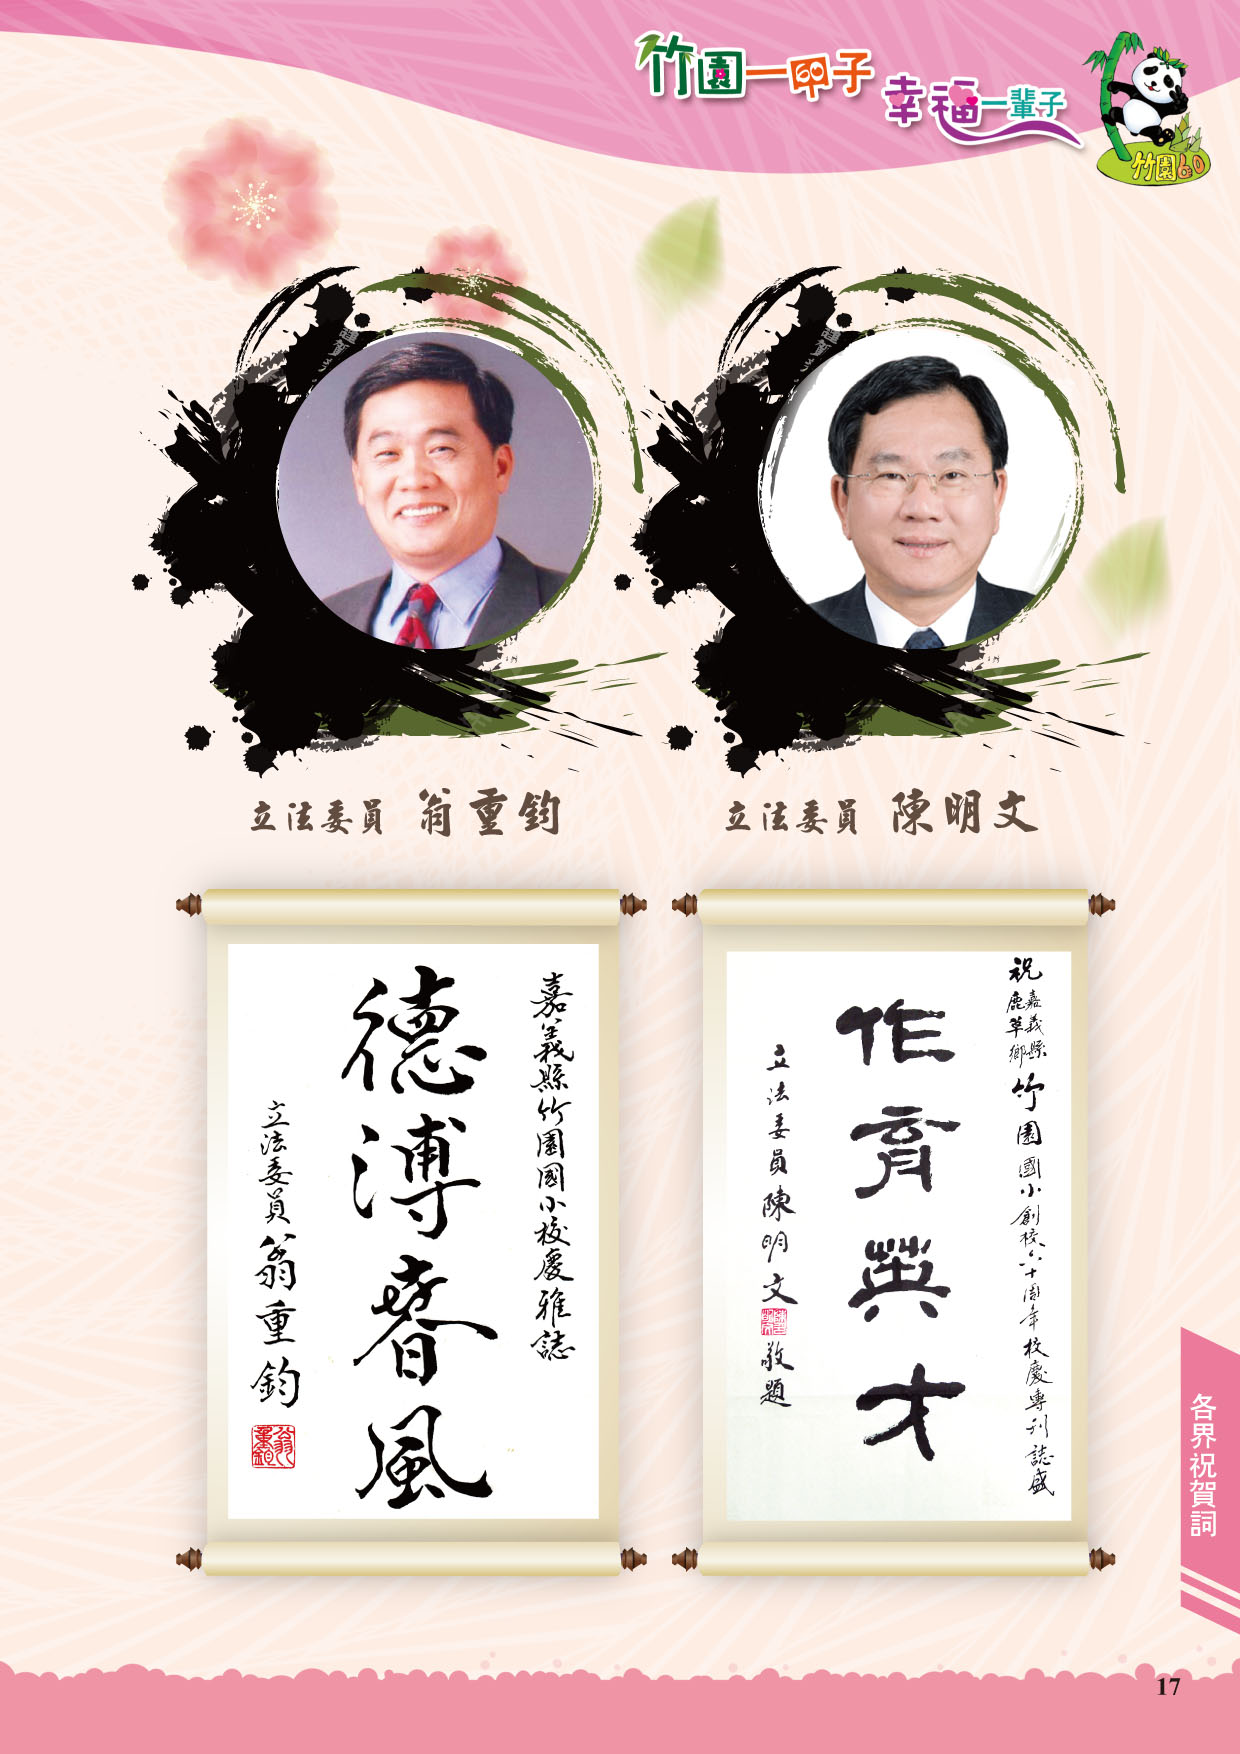 竹園一甲子
幸福一輩子
竹園60
立法委員 翁重鈞
立法委員 陳明文
嘉義縣竹園國小校慶雅誌
德溥春風
立法委員 翁重鈞
翁重鈞
祝嘉義縣鹿草鄉竹園國小創校六十周年校慶專刊誌盛
作育英才
立法委員陳明文敬題
各界祝賀詞
17